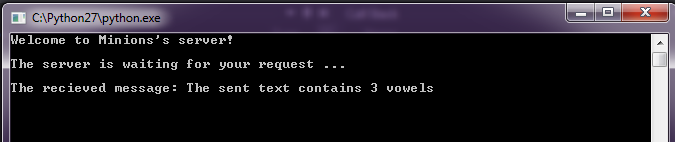 C:\Python27\python.exe
Welcome to Minions's server!
The server is waiting for your request ...
The recieved message: The sent text contains 3 vowels